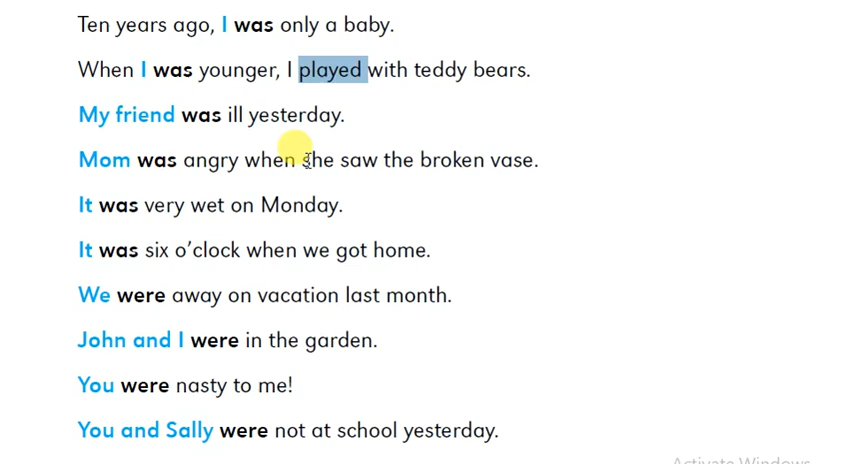 Ten years ago, I was only a baby.
When I was younger, I played with teddy bears.
My friend was ill yesterday.
Mom was angry when she saw the broken vase.
It was very wet on Monday.
It was six o’clock when we got home.
We were away on vacation last month.
John and I were in the garden.
You were nasty to me!
You and Sally were not at school yesterday.
Activate Windows